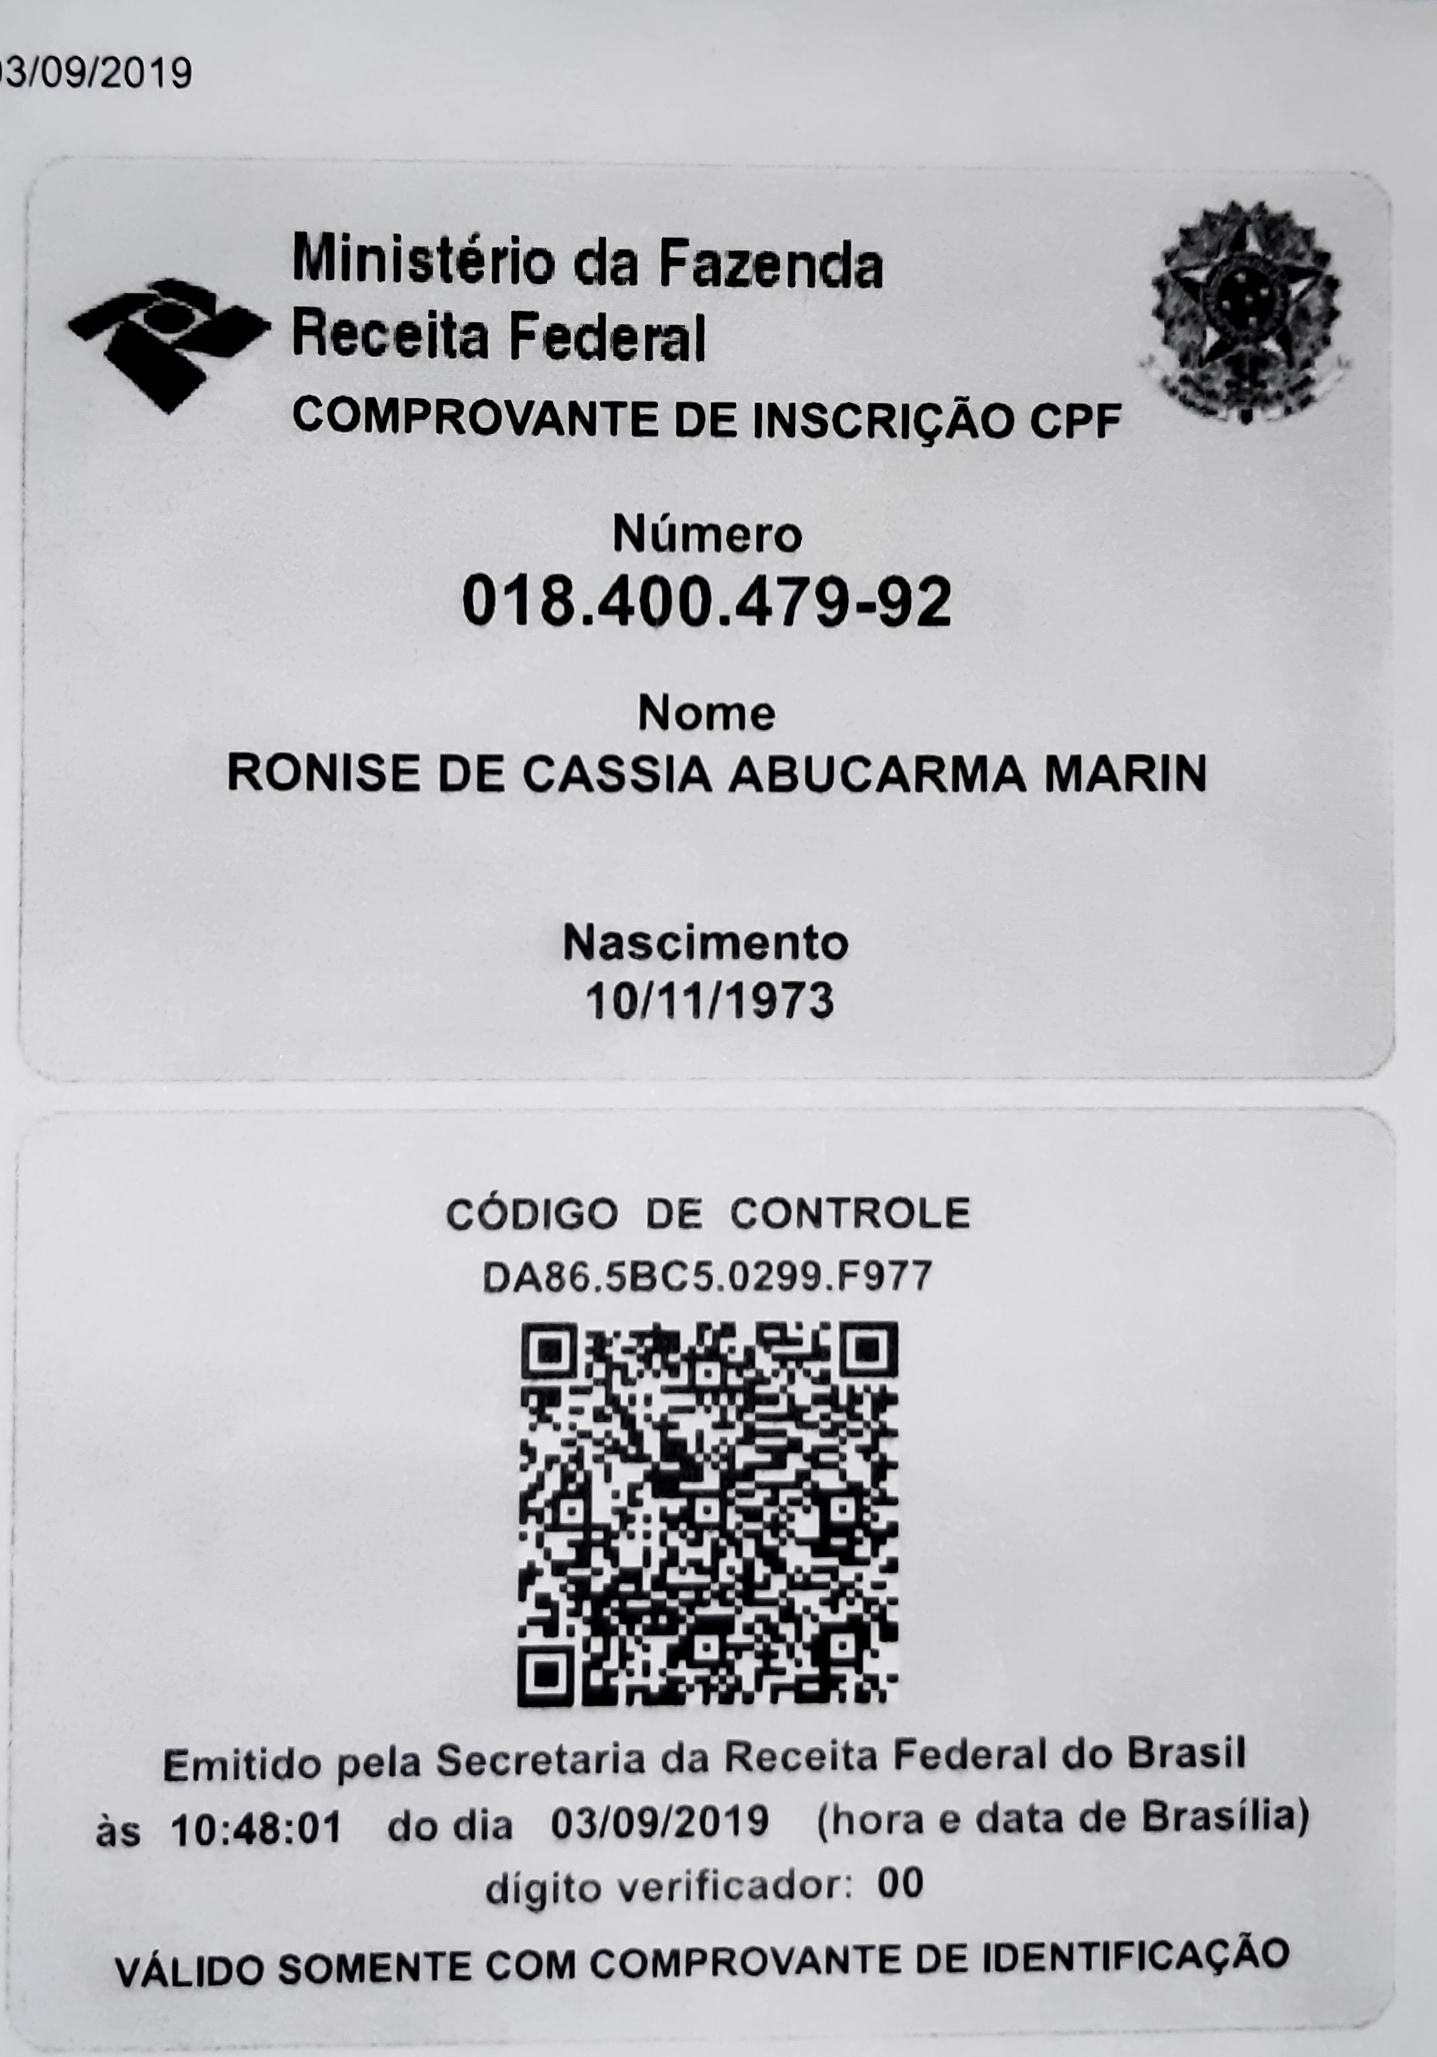 03/09/2019
Ministério da Fazenda
Receita Federal
COMPROVANTE DE INSCRIÇÃO CPF
Número
018.400.479-92
Nome
RONISE DE CASSIA ABUCARMA MARIN
Nascimento
10/11/1973
CÓDIGO DE CONTROLE
DA86.5BC5.0299.F977
Emitido pela Secretaria da Receita Federal do Brasil
às 10:48:01 do dia 03/09/2019 (hora e data de Brasília)
dígito verificador: 00
VÁLIDO SOMENTE COM COMPROVANTE DE IDENTIFICAÇÃO